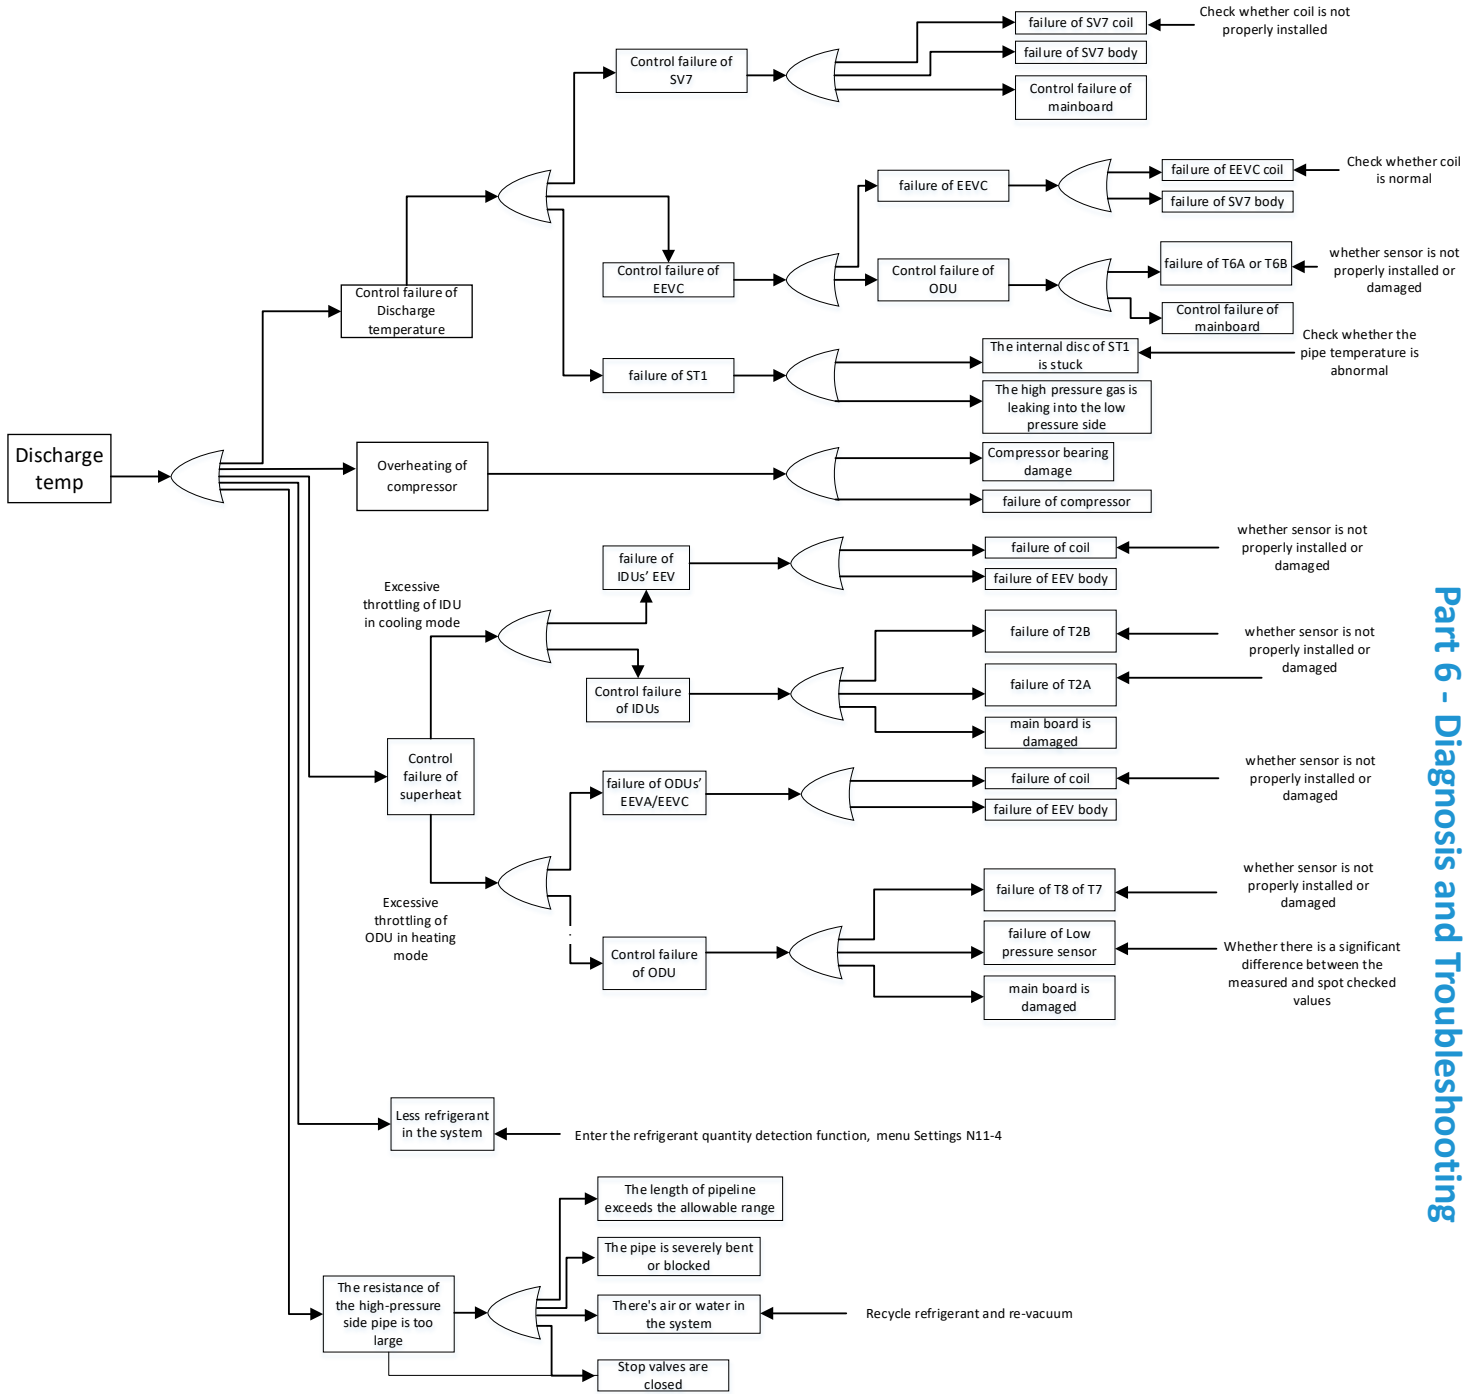 Check whether coil is not
properly installed
failure of SV7 coil
failure of SV7 body
Control failure of
SV7
Control failure of
mainboard
Check whether coil
is normal
failure of EEVC coil
failure of EEVC
failure of SV7 body
whether sensor is not
properly installed or
damaged
failure of T6A or T6B
Control failure of
EEVC
Control failure of
ODU
Control failure of
mainboard
Control failure of
Discharge
temperature
Check whether the
pipe temperature is
abnormal
The internal disc of ST1
is stuck
failure of ST1
The high pressure gas is
leaking into the low
pressure side
Discharge
temp
Overheating of
compressor
Compressor bearing
damage
failure of compressor
whether sensor is not
properly installed or
damaged
failure of
IDUs’ EEV
failure of coil
failure of EEV body
Excessive
throttling of IDU
in cooling mode
failure of T2B
whether sensor is not
properly installed or
damaged
Control failure
of IDUs
failure of T2A
main board is
damaged
Control
failure of
superheat
whether sensor is not
properly installed or
damaged
failure of ODUs’
EEVA/EEVC
failure of coil
failure of EEV body
whether sensor is not
properly installed or
damaged
failure of T8 of T7
Excessive
throttling of
ODU in heating
mode
Control failure
of ODU
failure of Low
pressure sensor
Whether there is a significant
difference between the
measured and spot checked
values
main board is
damaged
Less refrigerant
in the system
Enter the refrigerant quantity detection function, menu Settings N11-4
The length of pipeline
exceeds the allowable range
The pipe is severely bent
or blocked
The resistance of
the high-pressure
side pipe is too
large
There's air or water in
the system
Recycle refrigerant and re-vacuum
Stop valves are
closed
Part 6 - Diagnosis and Troubleshooting